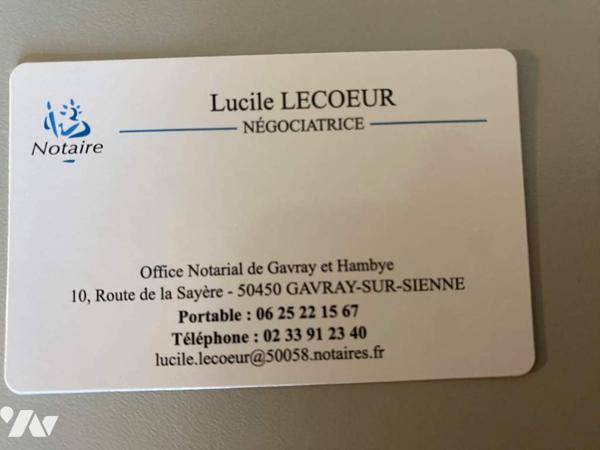 Lucile LECOEUR
NÉGOCIATRICE
Notaire
Office Notarial de Gavray et Hambye
10, Route de la Sayère - 50450 GAVRAY-SUR-SIENNE
Portable : 06 25 22 15 67
Téléphone : 02 33 91 23 40
lucile.lecoeur@50058.notaires.fr